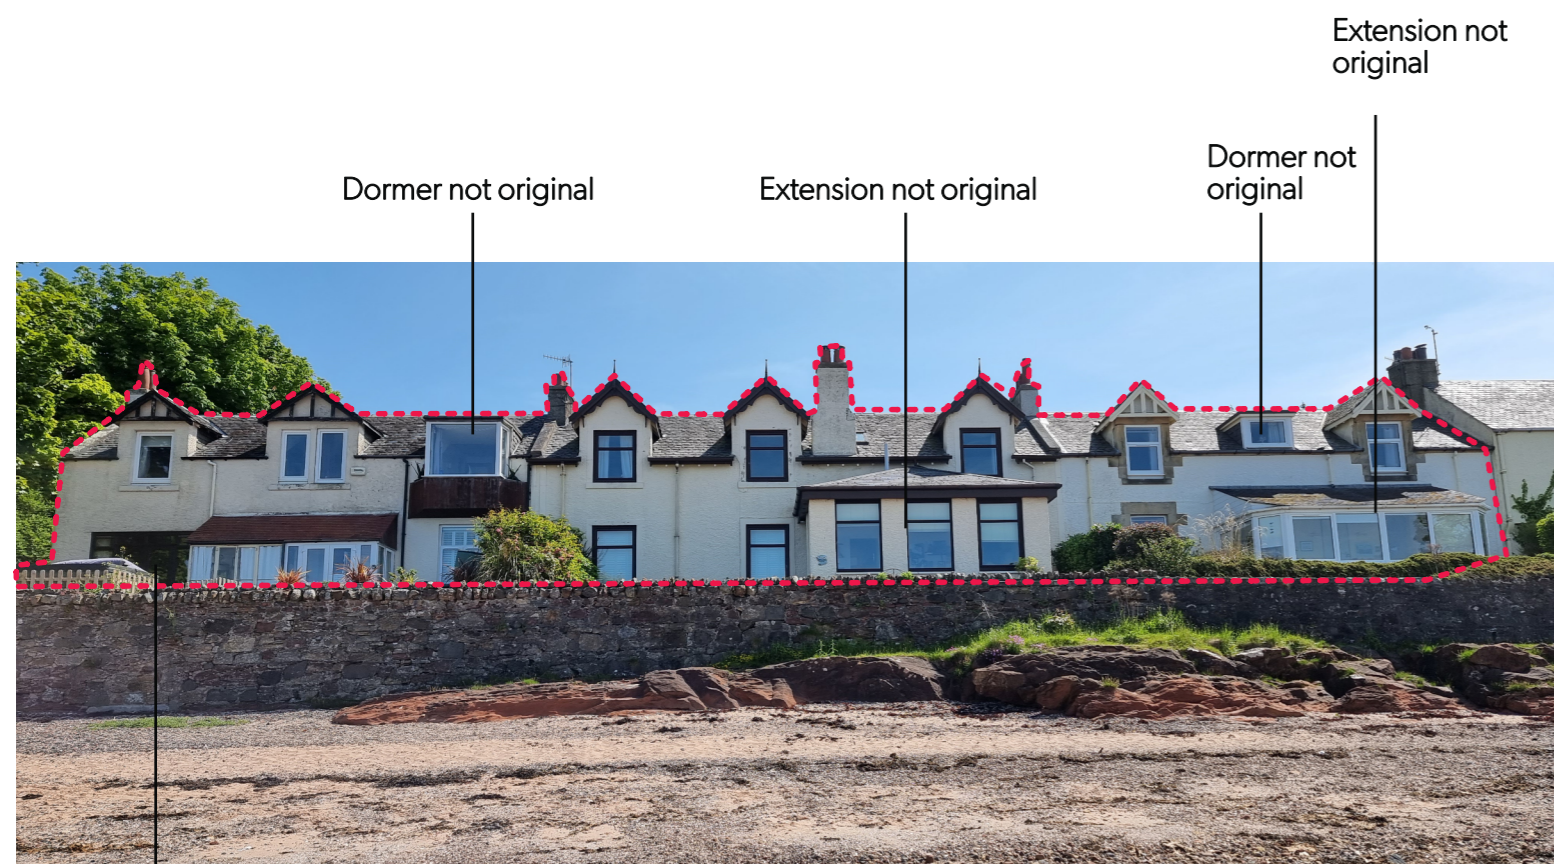 Extension not
original
Dormer not
original
Dormer not original
Extension not original